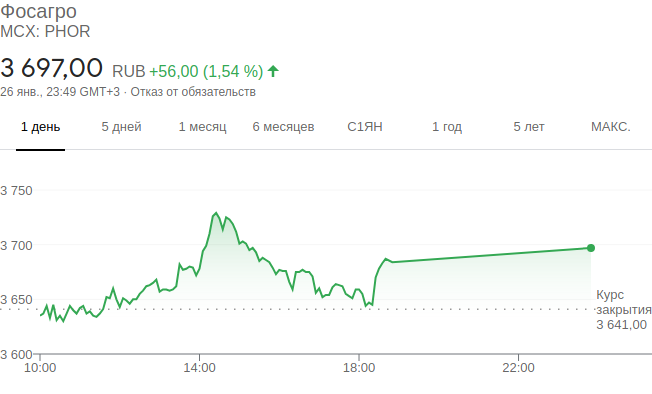 Фосагро
MCX: PHOR
3 697,00 RUB +56,00 (1,54 %)
26 янв., 23:49 GMT+3 · Отказ от обязательств
1 день 5 дней 1 месяц 6 месяцев С1ЯН 1 год 5 лет МАКС.
3 750
3 700
3 650
3 600
Курс
закрытия
3 641,00
10:00 14:00 18:00 22:00